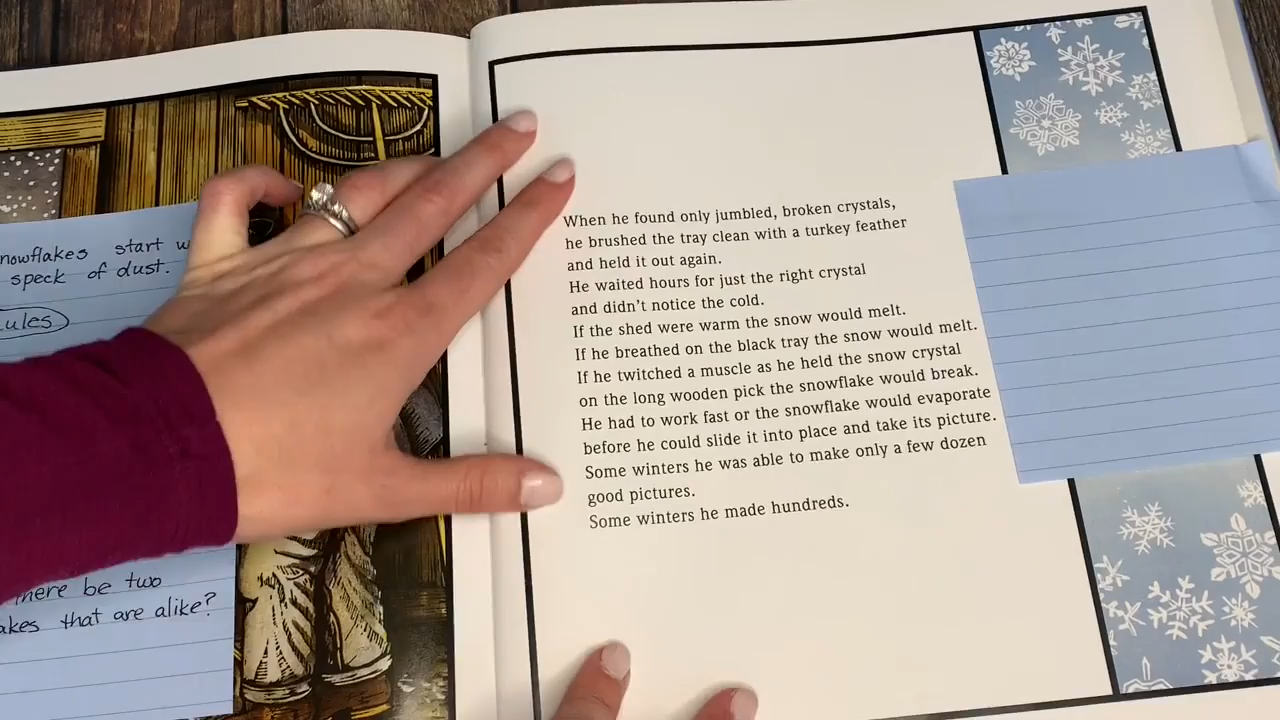 nowflakes start w
speck of dust.
ules
here be two
akes that are alike?
When he found only jumbled, broken crystals,
he brushed the tray clean with a turkey feather
and held it out again.
He waited hours for just the right crystal
and didn't notice the cold.
If the shed were warm the snow would melt.
If he breathed on the black tray the snow would melt.
If he twitched a muscle as he held the snow crystal
on the long wooden pick the snowflake would break.
He had to work fast or the snowflake would evaporate
before he could slide it into place and take its picture.
Some winters he was able to make only a few dozen
good pictures.
Some winters he made hundreds.